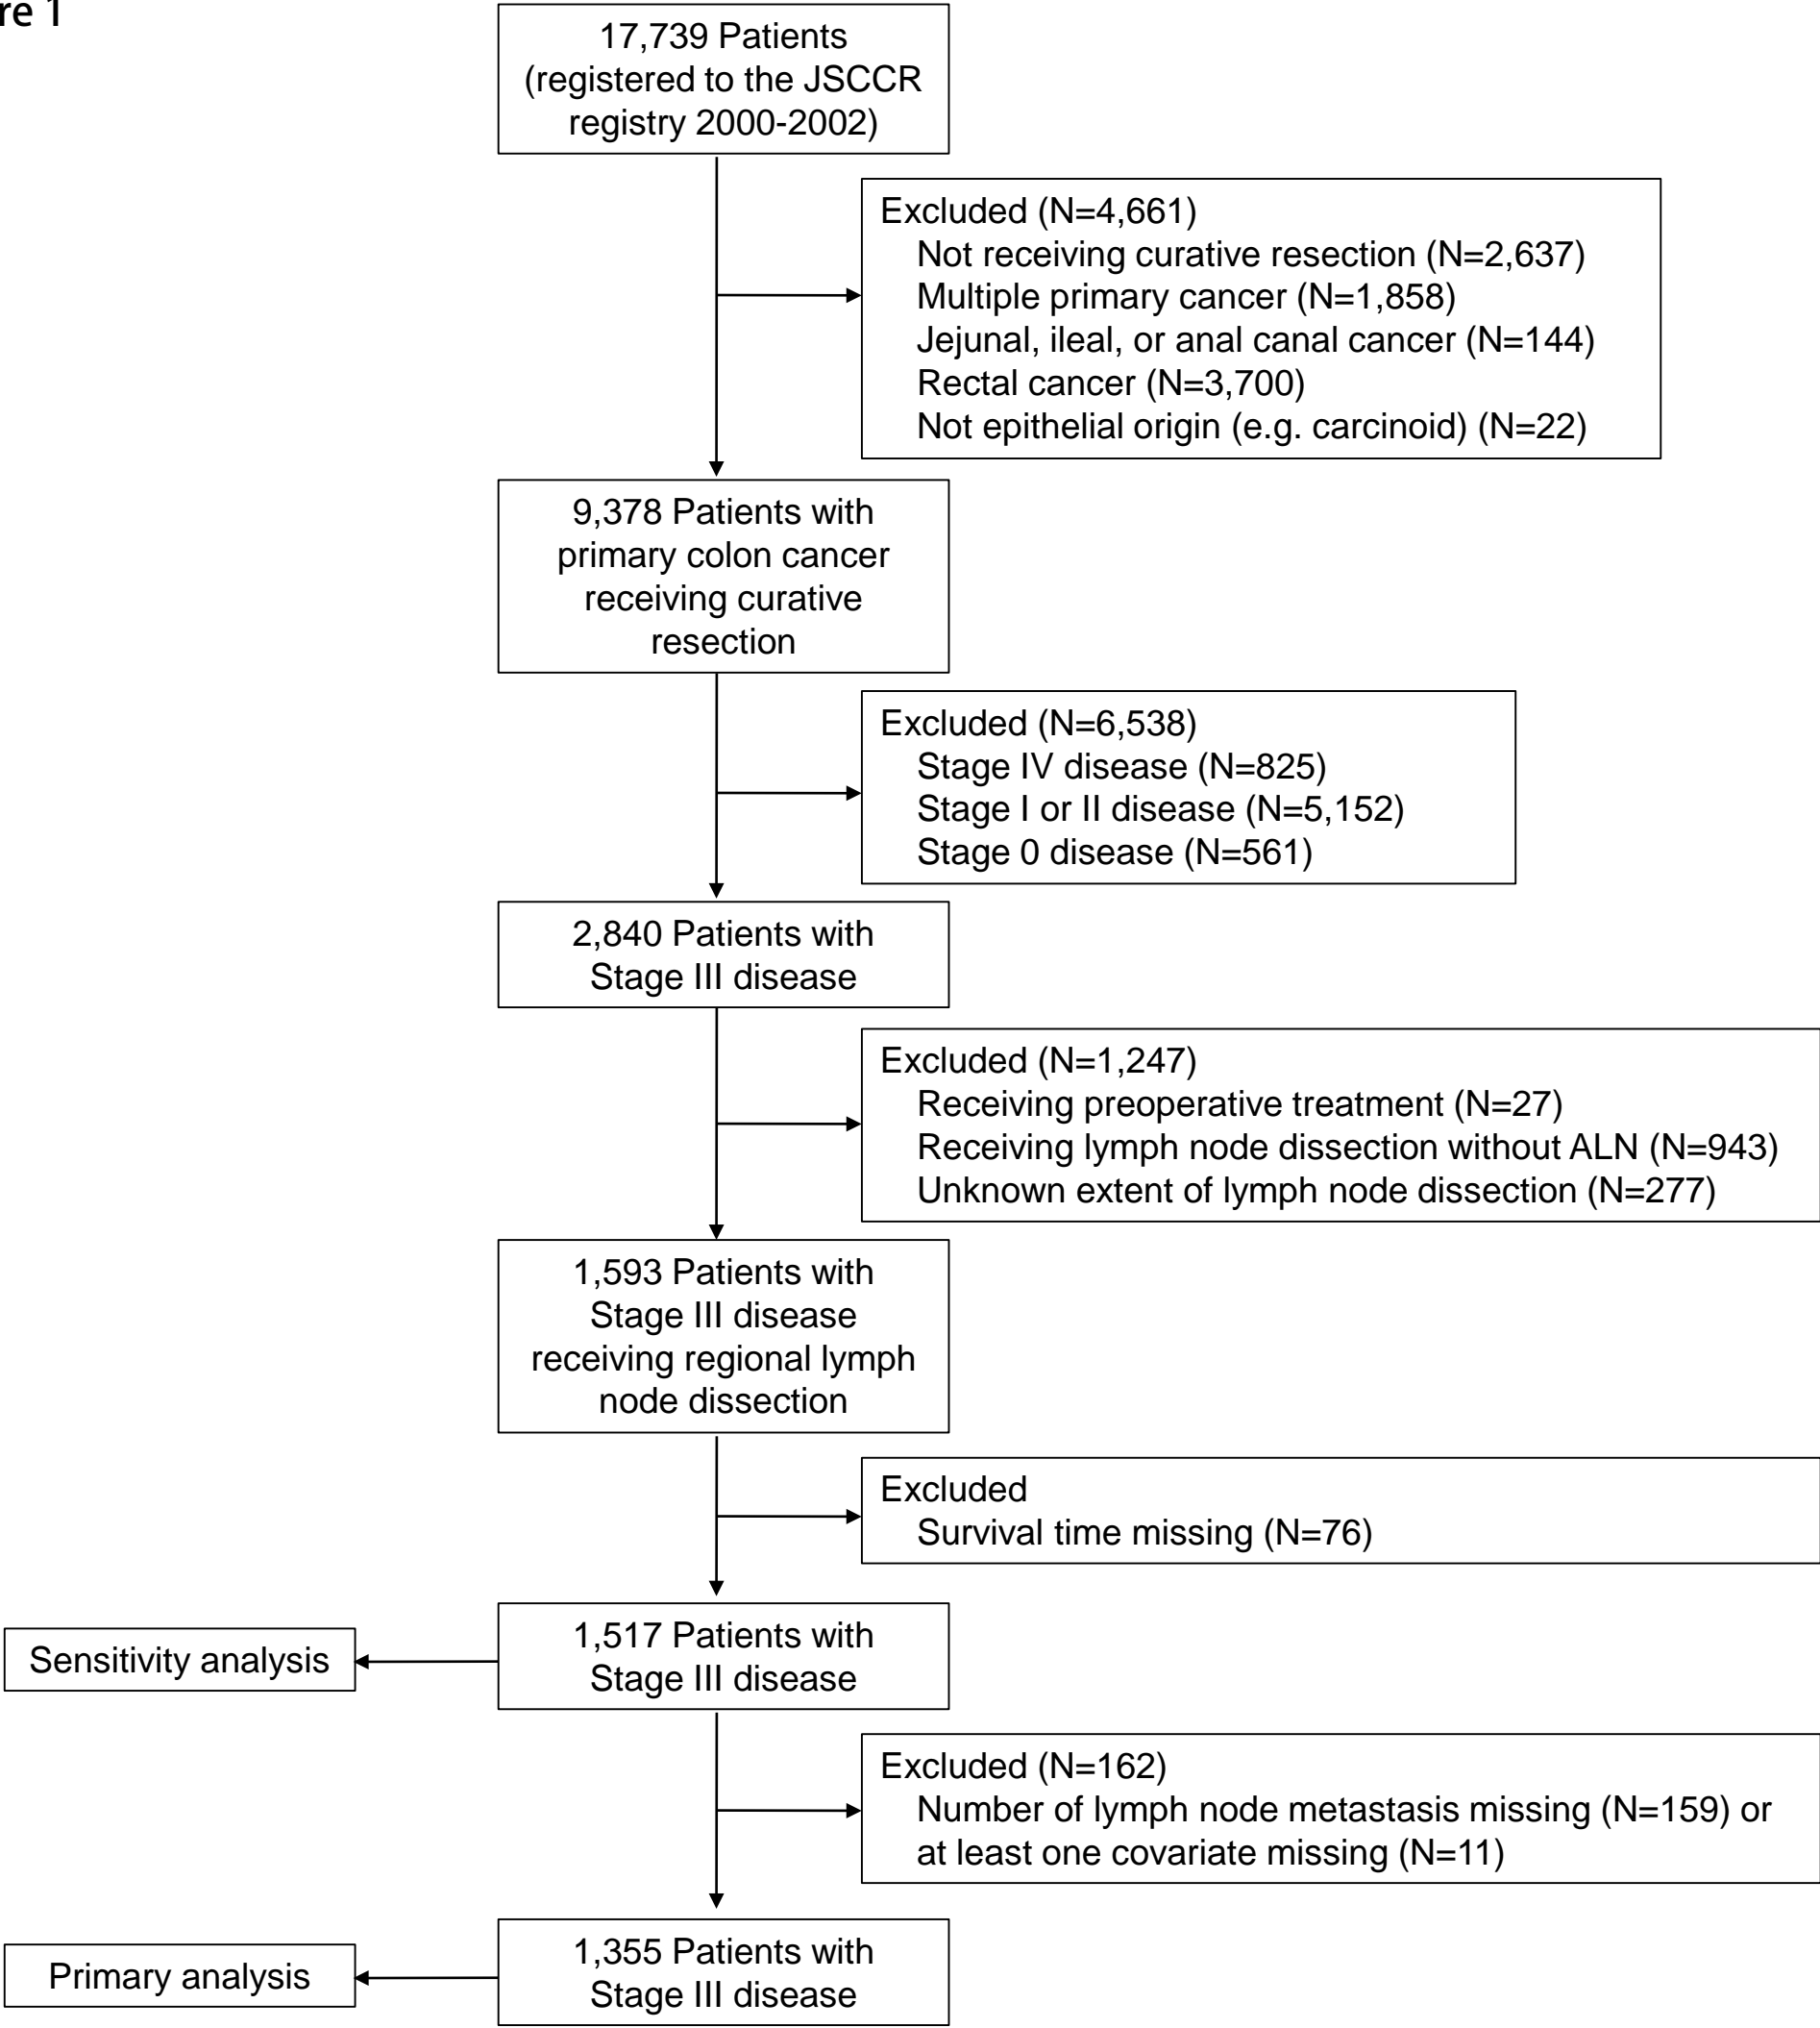 re 1
17,739 Patients
(registered to the JSCCR
registry 2000-2002)
Excluded (N=4,661)
Not receiving curative resection (N=2,637)
Multiple primary cancer (N=1,858)
Jejunal, ileal, or anal canal cancer (N=144)
Rectal cancer (N=3,700)
Not epithelial origin (e.g. carcinoid) (N=22)
9,378 Patients with
primary colon cancer
receiving curative
resection
Excluded (N=6,538)
Stage IV disease (N=825)
Stage I or II disease (N=5,152)
Stage 0 disease (N=561)
2,840 Patients with
Stage III disease
Excluded (N=1,247)
Receiving preoperative treatment (N=27)
Receiving lymph node dissection without ALN (N=943)
Unknown extent of lymph node dissection (N=277)
1,593 Patients with
Stage III disease
receiving regional lymph
node dissection
Excluded
Survival time missing (N=76)
1,517 Patients with
Stage III disease
Sensitivity analysis
Excluded (N=162)
Number of lymph node metastasis missing (N=159) or
at least one covariate missing (N=11)
1,355 Patients with
Stage III disease
Primary analysis